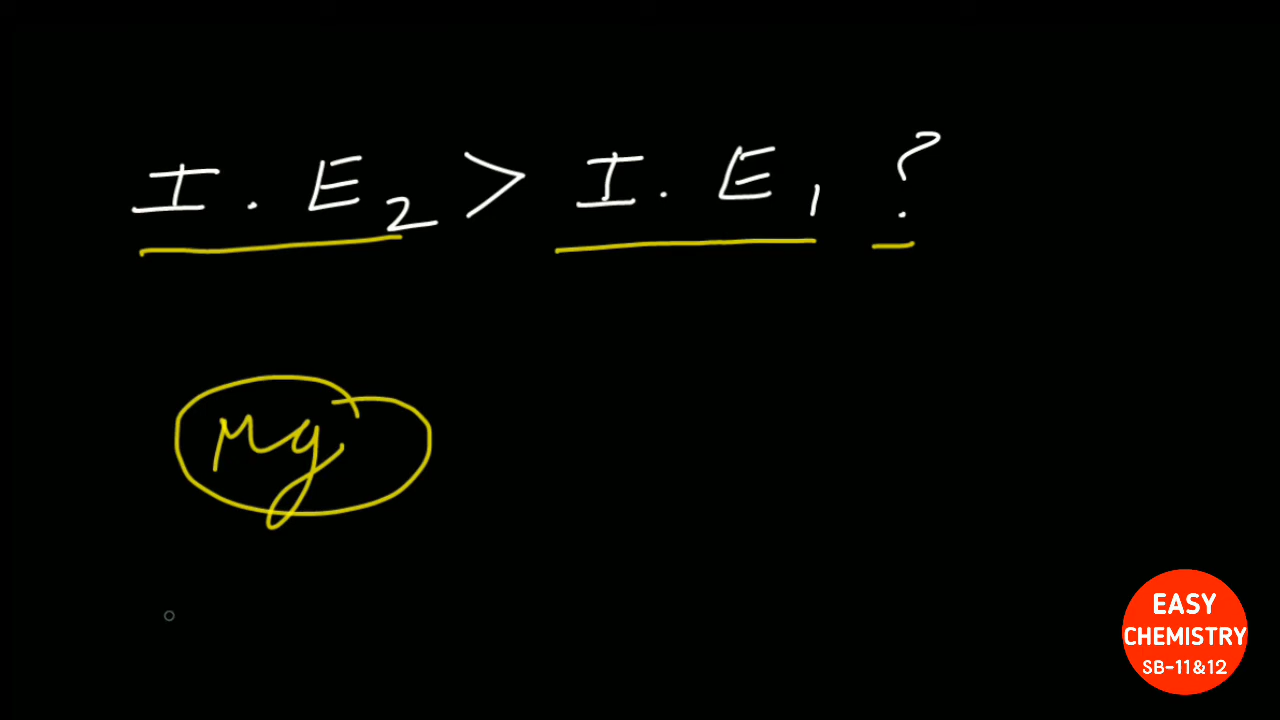 I. E2 > I. E1 ?
Mg
EASY
CHEMISTRY
SB-11&12